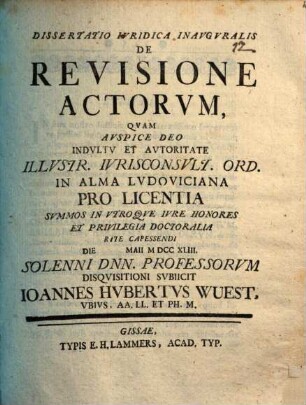 DISSERTATIO IVRIDICA INAVGVRALIS
12
DE
REVISIONE
ACTORVM,
QVAM
AVSPICE DEO
INDVLTV ET AVTORITATE
ILLVSTR. IVRISCONSVLT. ORD.
IN ALMA LVDOVICIANA
PRO LICENTIA
SVMMOS IN VTROQVE IVRE HONORES
ET PRIVILEGIA DOCTORALIA
RITE CAPESSENDI
DIE MAII M DCC XLIII.
SOLENNI DNN. PROFESSORVM
DISQVISITIONI SVBIICIT
IOANNES HVBERTVS WUEST,
VBIVS. AA. LL. ET PH. M.
GISSAE,
TYPIS E. H. LAMMERS, ACAD. TYP.